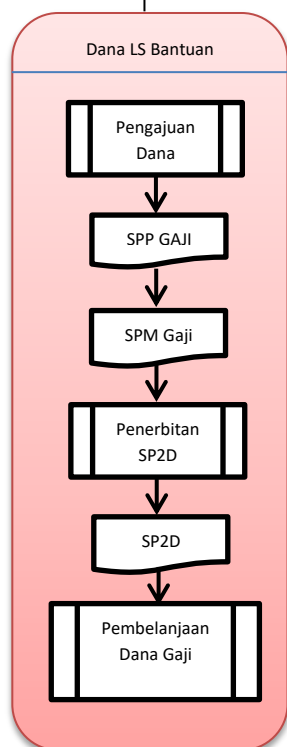 Dana LS Bantuan
Pengajuan
Dana
SPP GAJI
SPM Gaji
Penerbitan
SP2D
SP2D
Pembelanjaan
Dana Gaji